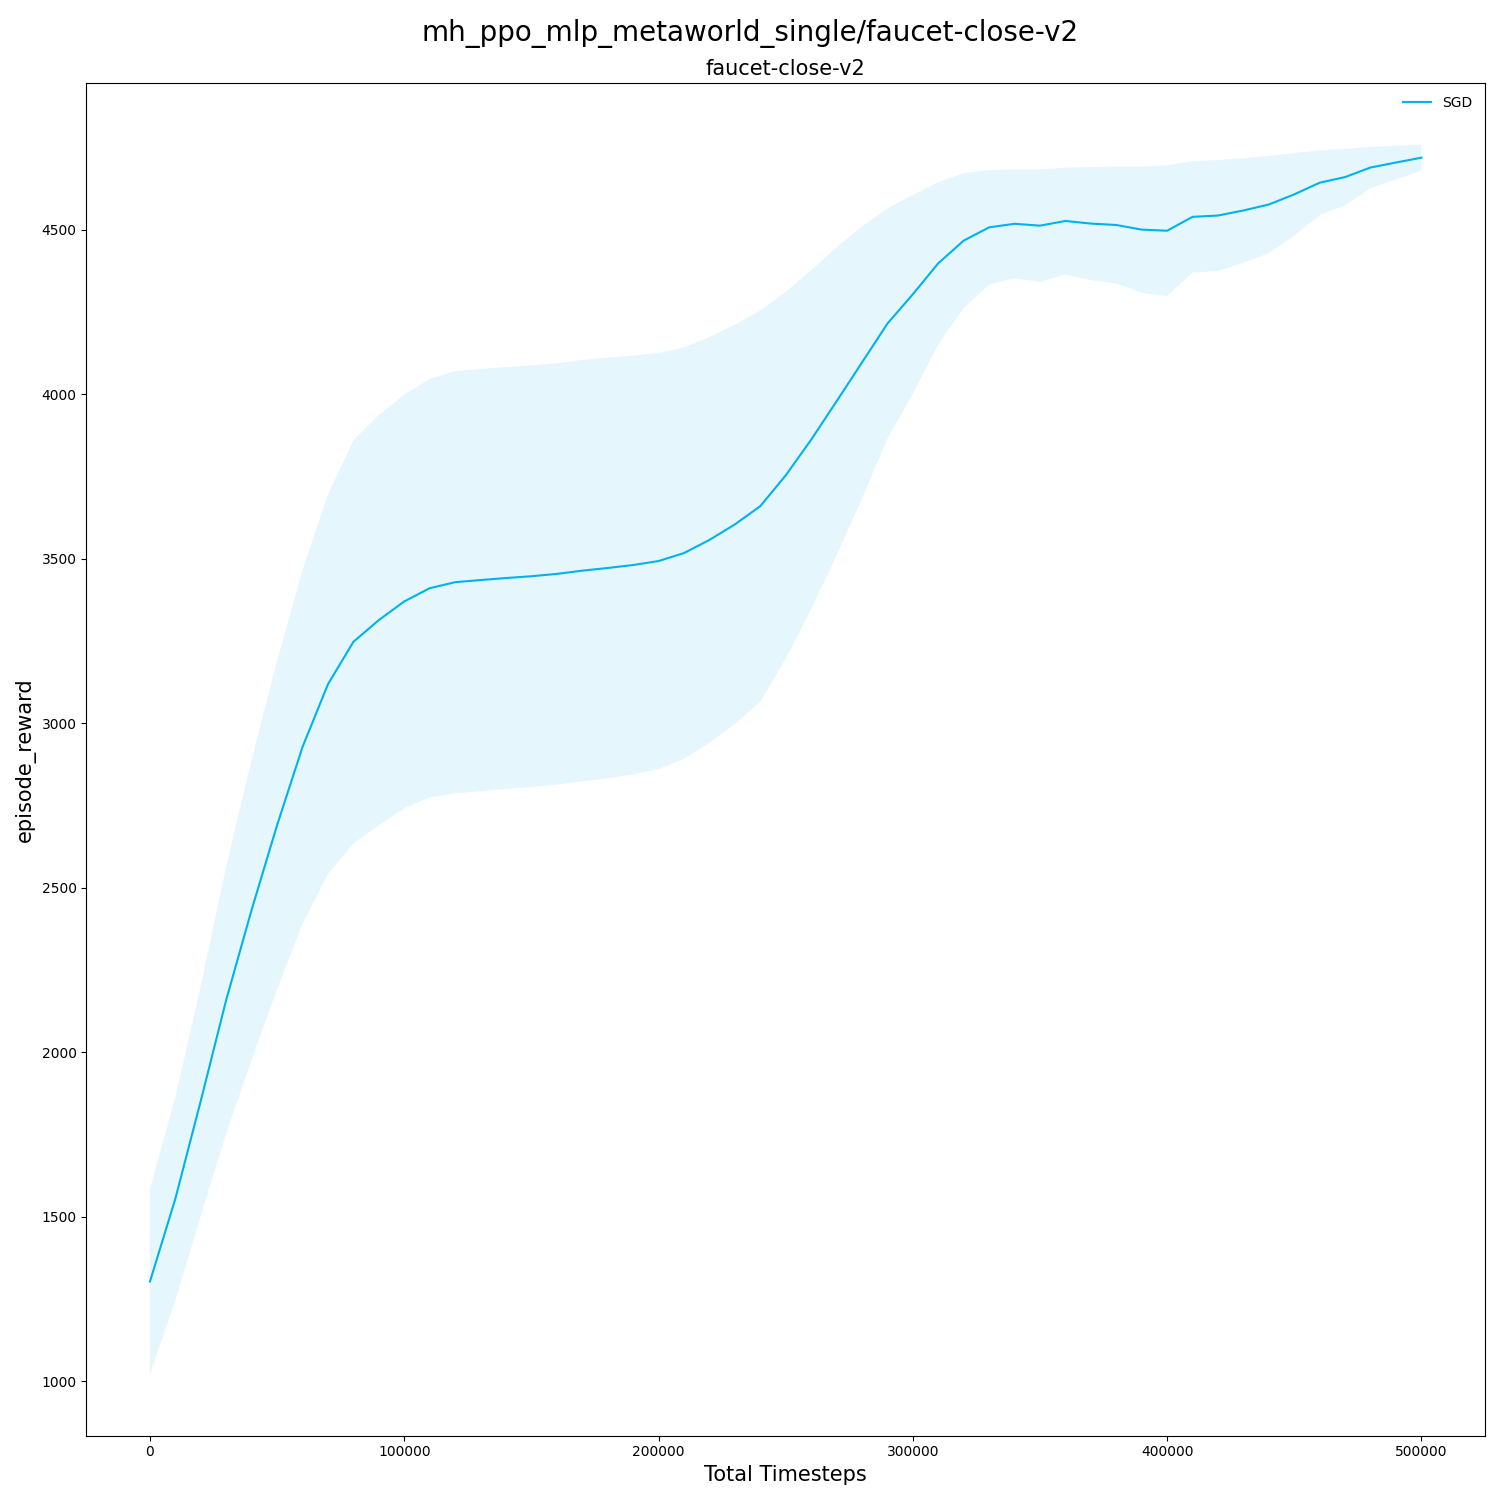 mh_ppo_mlp_metaworld_single/faucet-close-v2
faucet-close-v2
SGD
episode_reward
4500
4000
3500
3000
2500
2000
1500
1000
0 100000 200000 300000 400000 500000
Total Timesteps